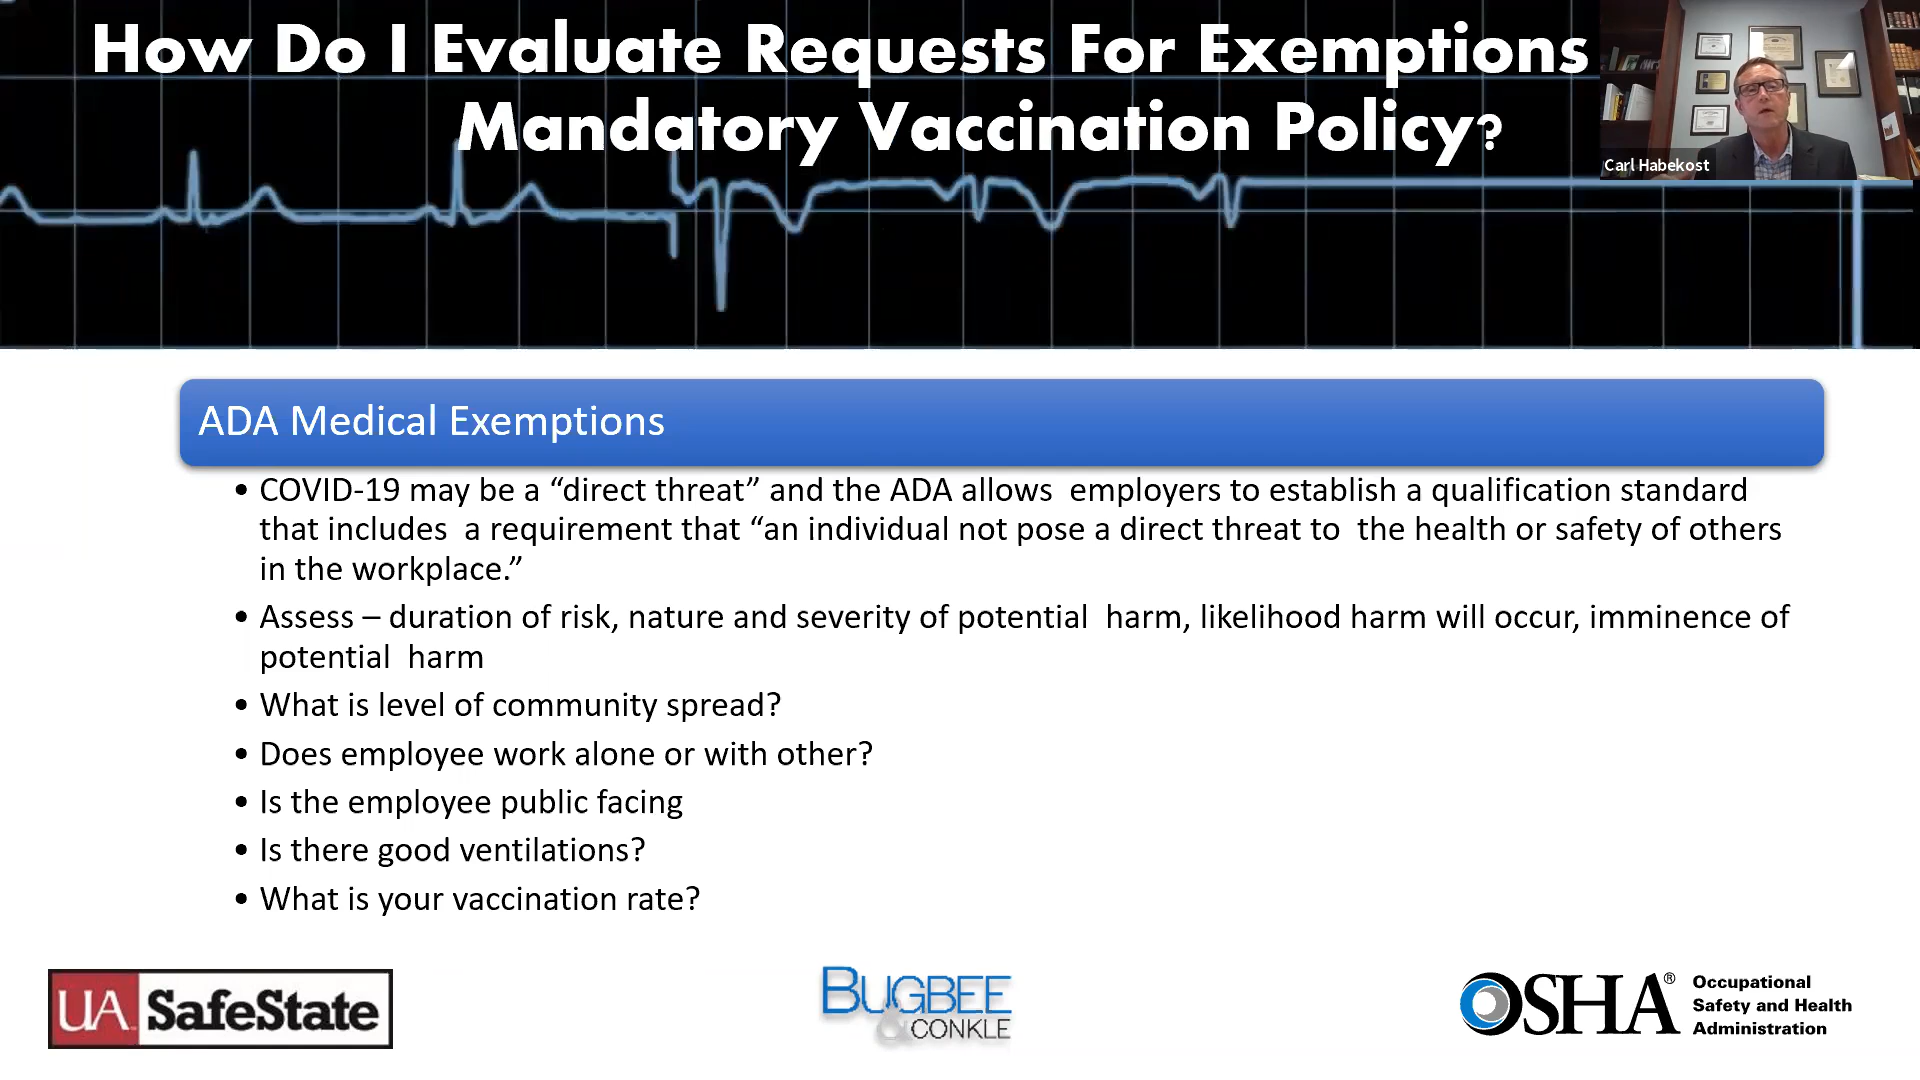 How Do I Evaluate Requests For Exemptions
Mandatory Vaccination Policy?
Carl Habekost
ADA Medical Exemptions
• COVID-19 may be a “direct threat” and the ADA allows  employers to establish a qualification standard
that includes  a requirement that “an individual not pose a direct threat to  the health or safety of others
in the workplace.”
• Assess – duration of risk, nature and severity of potential  harm, likelihood harm will occur, imminence of
potential  harm
• What is level of community spread?
• Does employee work alone or with other?
• Is the employee public facing
• Is there good ventilations?
• What is your vaccination rate?
UA SafeState
BUGBEE
& CONKLE
OSHA®
Occupational
Safety and Health
Administration